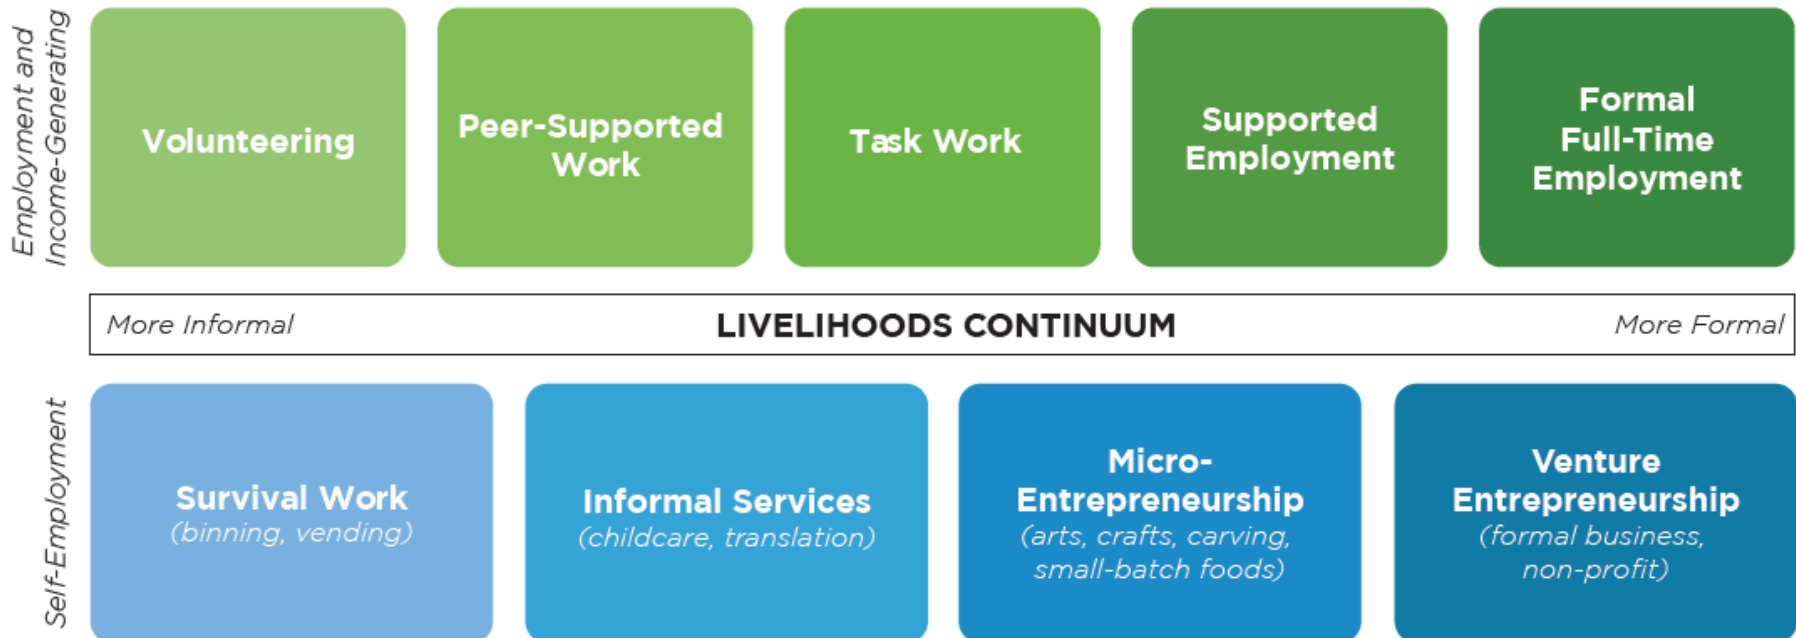 Employment and
Income-Generating
Volunteering
Peer-Supported
Work
Task Work
Supported
Employment
Formal
Full-Time
Employment
More Informal
LIVELIHOODS CONTINUUM
More Formal
Self-Employment
Survival Work
(binning, vending)
Informal Services
(childcare, translation)
Micro-
Entrepreneurship
(arts, crafts, carving,
small-batch foods)
Venture
Entrepreneurship
(formal business,
non-profit)